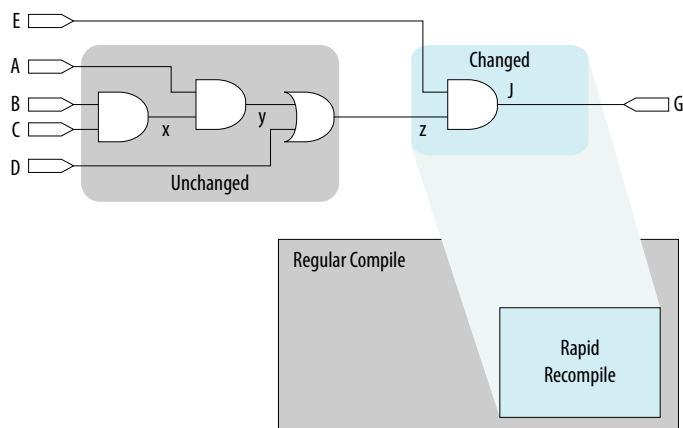 E
A
Changed
B
J
G
C
x
y
z
D
Unchanged
Regular Compile
Rapid
Recompile